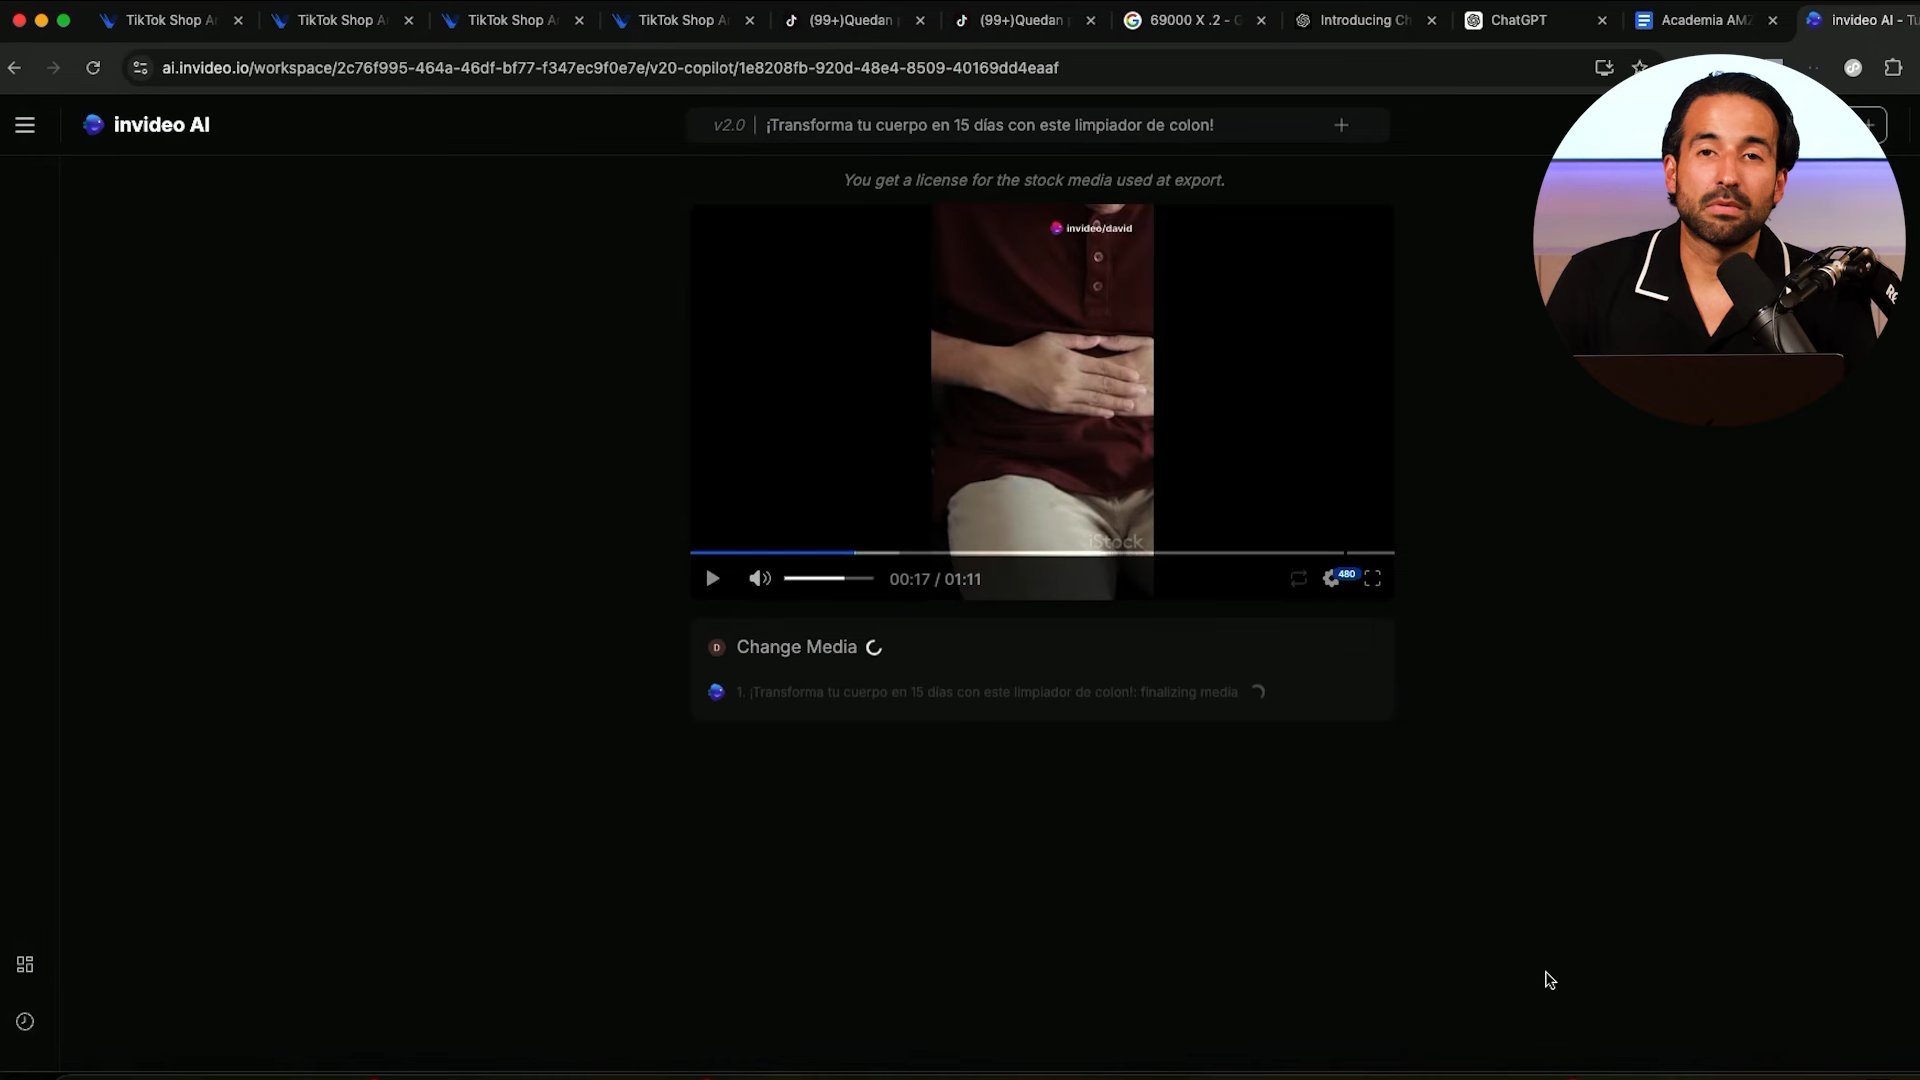 TikTok Shop A
TikTok Shop A
TikTok Shop A
TikTok Shop A
(99+)Quedan
(99+)Quedan
69000 X .2 - G
Introducing Ch
ChatGPT
Academia AMZ
invideo AI - Tu
ai.invideo.io/workspace/2c76f995-464a-46df-bf77-f347ec9f0e7e/v20-copilot/1e8208fb-920d-48e4-8509-40169dd4eaaf
invideo AI
v2.0
¡Transforma tu cuerpo en 15 días con este limpiador de colon!
You get a license for the stock media used at export.
invideo/david
iStock
00:17 / 01:11
480
D
Change Media
1. ¡Transforma tu cuerpo en 15 días con este limpiador de colon!: finalizing media